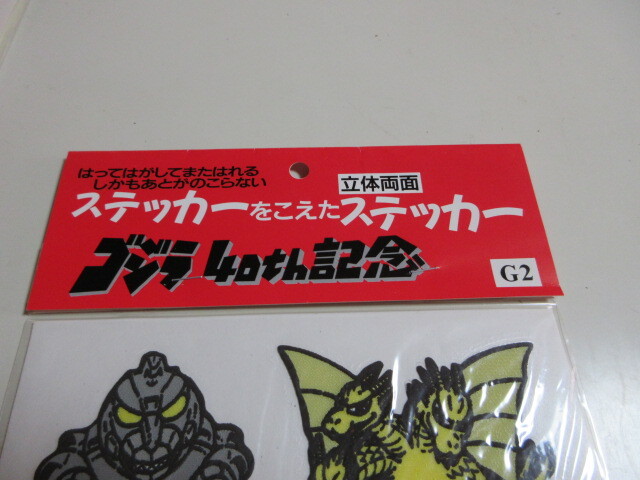 はってはがしてまたはれる
しかもあとがのこらない
立体両面
ステッカーをこえたステッカー
ゴジラ 40th記念
G2